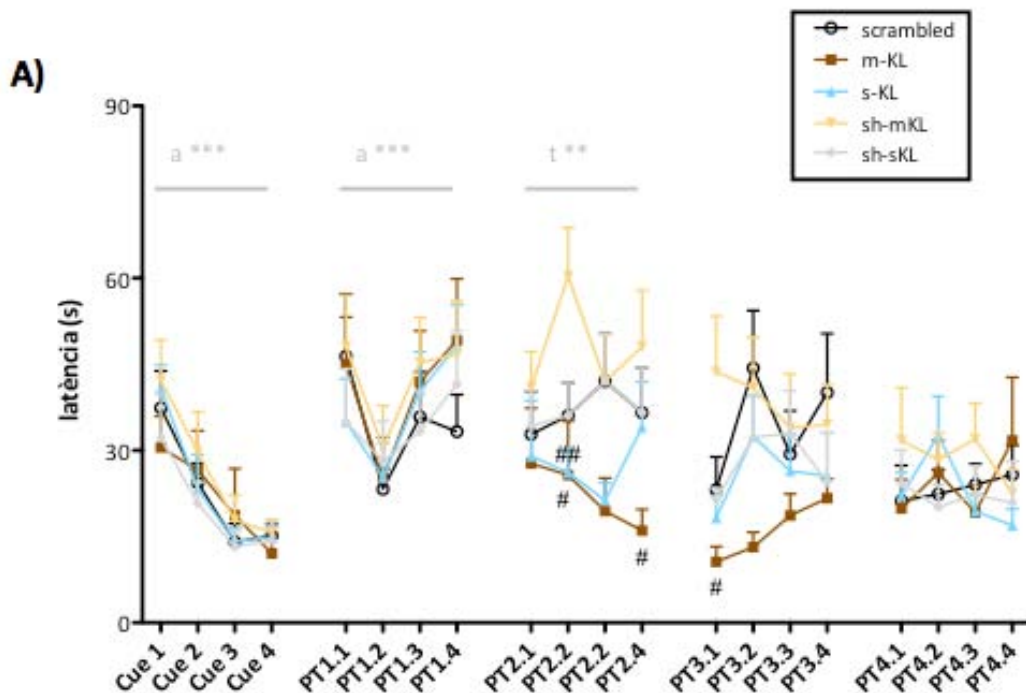 A)
scrambled
m-KL
s-KL
sh-mKL
sh-sKL
latència (s)
90
60
30
0
a ***
a ***
t **
##
#
#
#
Cue 1
Cue 2
Cue 3
Cue 4
PT1.1
PT1.2
PT1.3
PT1.4
PT2.1
PT2.2
PT2.2
PT2.4
PT3.1
PT3.2
PT3.3
PT3.4
PT4.1
PT4.2
PT4.3
PT4.4